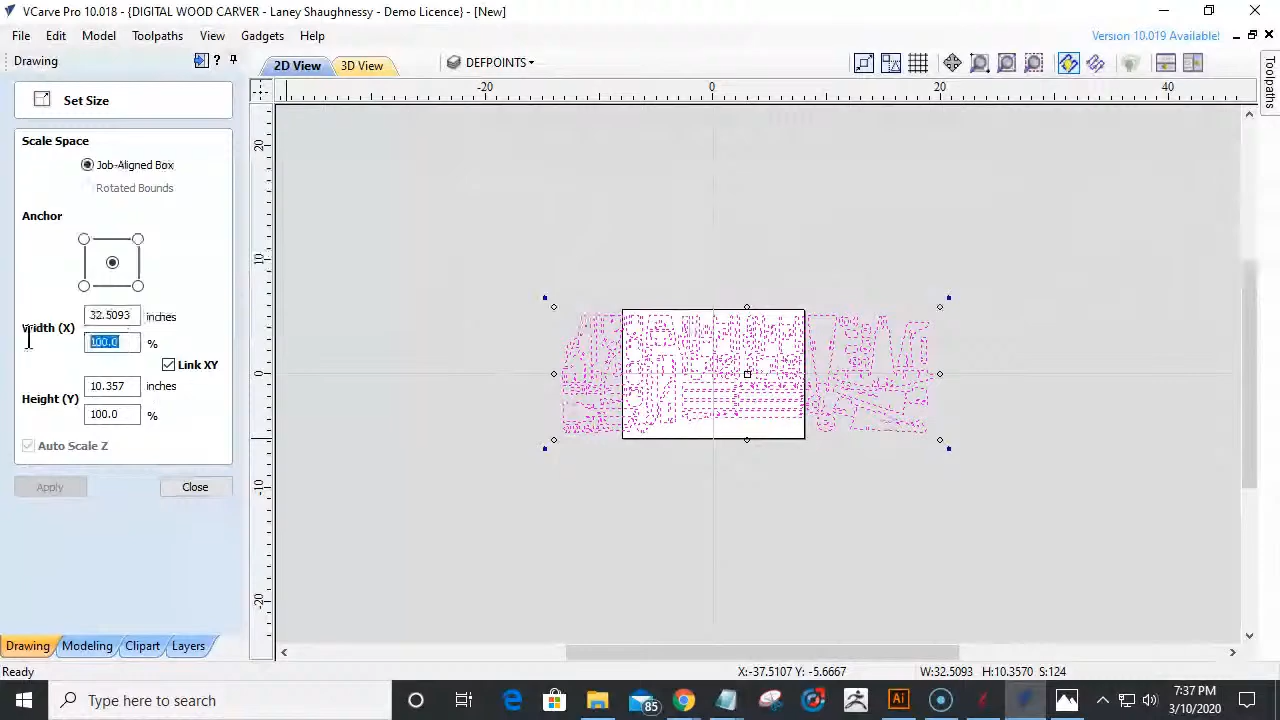 VCarve Pro 10.018 - {DIGITAL WOOD CARVER - Laney Shaughnessy - Demo Licence} - [New]
File Edit Model Toolpaths View Gadgets Help
Version 10.019 Available!
Drawing
?
2D View
3D View
DEFPOINTS
Set Size
-20 0 20 40
20
10
0
-10
-20
Scale Space
Job-Aligned Box
Rotated Bounds
Anchor
32.5093 inches
Width (X)
100.0 %
Link XY
10.357 inches
Height (Y)
100.0 %
Auto Scale Z
Apply
Close
Toolpaths
Drawing
Modeling
Clipart
Layers
Ready
X:-37.5107 Y: -5.6667
W:32.5093 H:10.3570 S:124
Type here to search
85
Ai
7:37 PM
3/10/2020